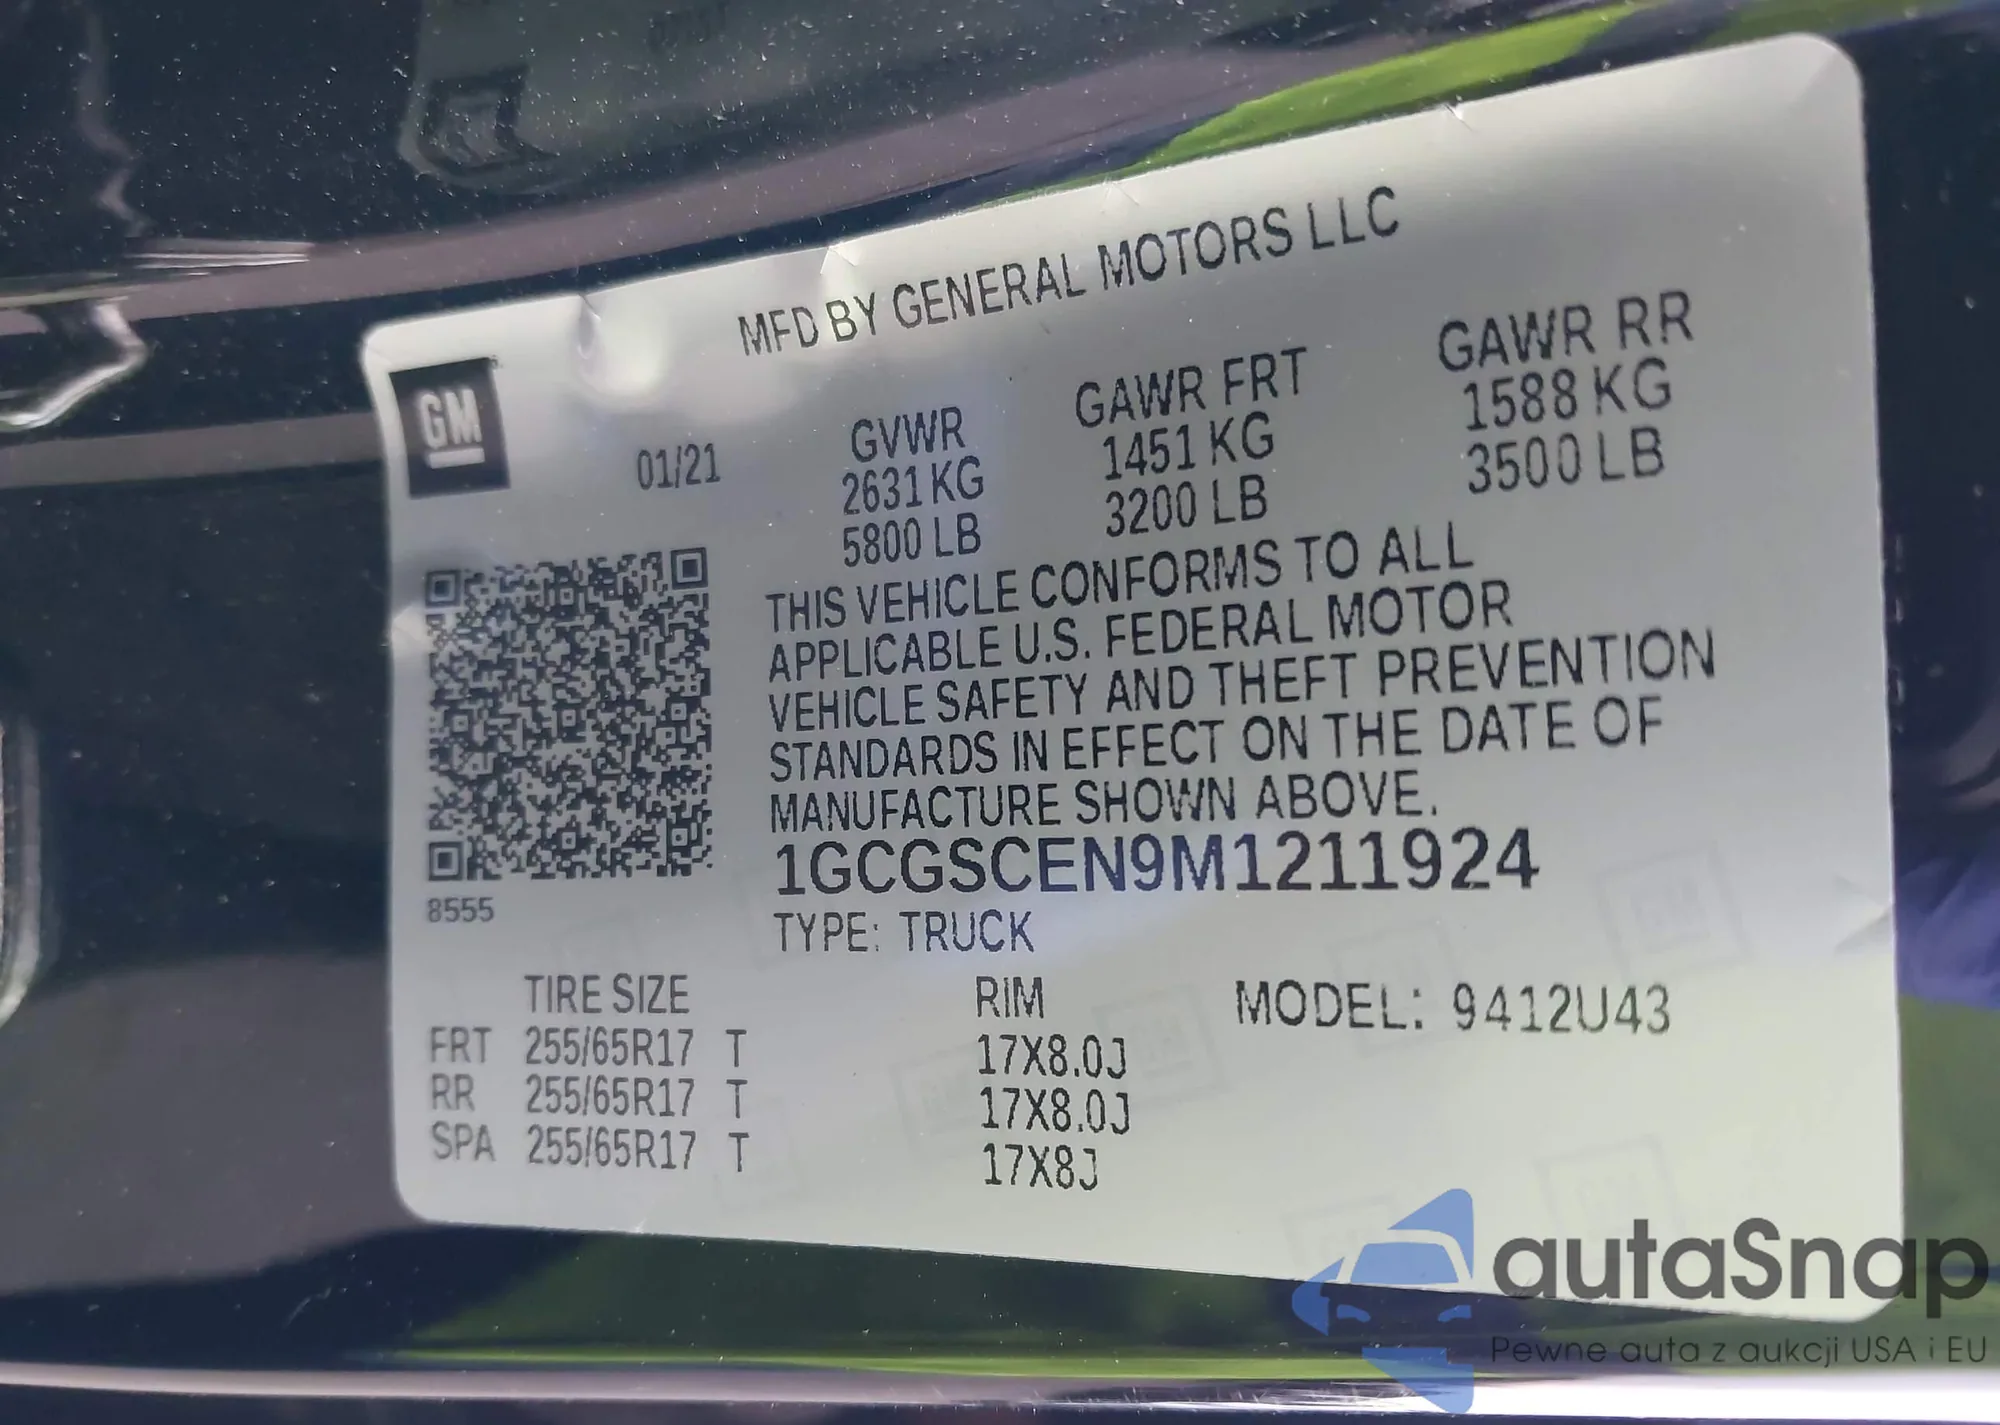 MFD BY GENERAL MOTORS LLC
GM
01/21
GVWR
2631 KG
5800 LB
GAWR FRT
1451 KG
3200 LB
GAWR RR
1588 KG
3500 LB
THIS VEHICLE CONFORMS TO ALL
APPLICABLE U.S. FEDERAL MOTOR
VEHICLE SAFETY AND THEFT PREVENTION
STANDARDS IN EFFECT ON THE DATE OF
MANUFACTURE SHOWN ABOVE.
1GCGSCEN9M1211924
8555
TYPE: TRUCK
TIRE SIZE RIM MODEL: 9412U43
FRT 255/65R17 T 17X8.0J
RR 255/65R17 T 17X8.0J
SPA 255/65R17 T 17X8J
autaSnap
Pewne auta z aukcji USA i EU